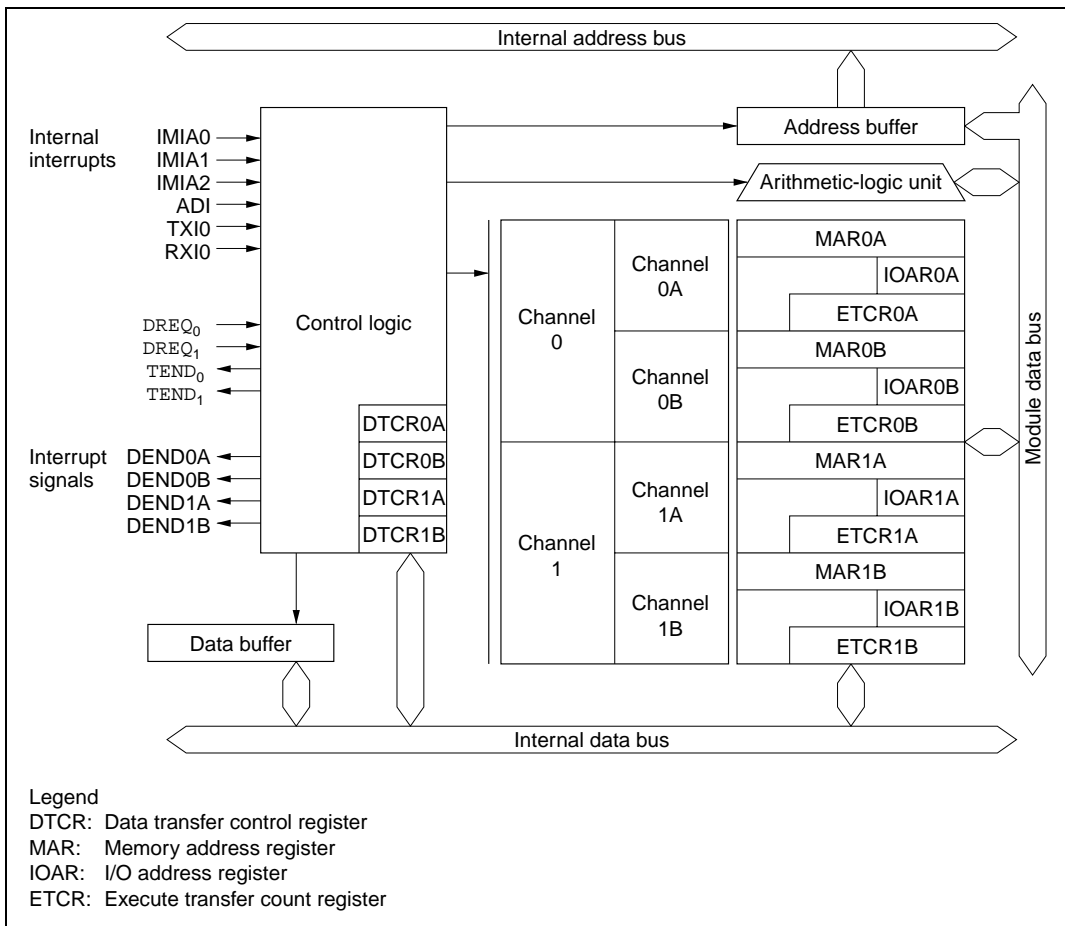 Internal address bus
Internal interrupts
IMIA0
IMIA1
IMIA2
ADI
TXI0
RXI0
DREQ0
DREQ1
TEND0
TEND1
Interrupt signals
DEND0A
DEND0B
DEND1A
DEND1B
Control logic
DTCR0A
DTCR0B
DTCR1A
DTCR1B
Data buffer
Address buffer
Arithmetic-logic unit
Channel 0
Channel 0A
Channel 0B
Channel 1
Channel 1A
Channel 1B
MAR0A
IOAR0A
ETCR0A
MAR0B
IOAR0B
ETCR0B
MAR1A
IOAR1A
ETCR1A
MAR1B
IOAR1B
ETCR1B
Module data bus
Internal data bus
Legend
DTCR: Data transfer control register
MAR: Memory address register
IOAR: I/O address register
ETCR: Execute transfer count register